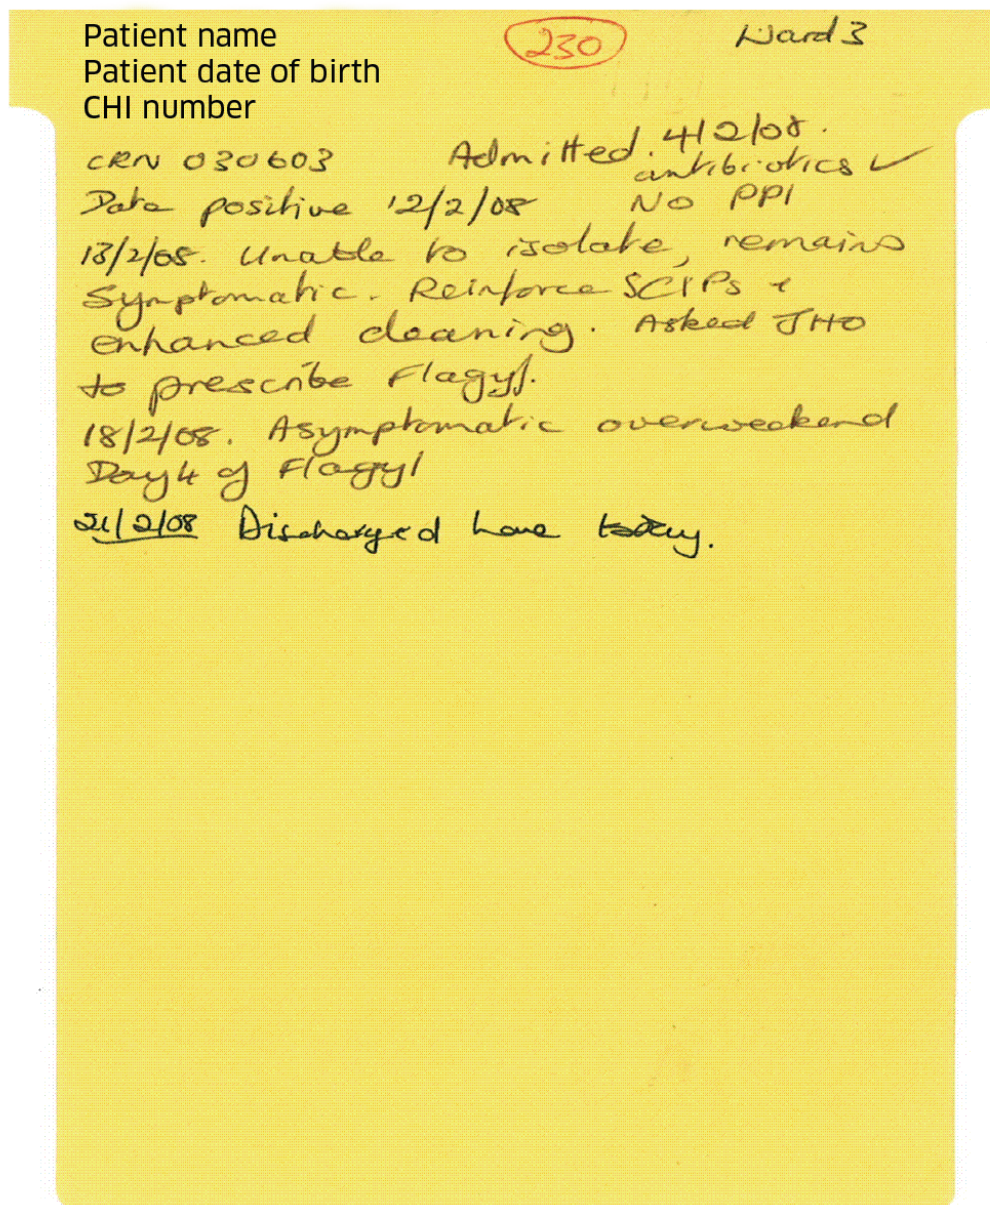 Patient name
230
Ward 3
Patient date of birth
CHI number
CRN 030603
Admitted. 4/2/08.
antibiotics ✓
Date positive 12/2/08
No PPI
13/2/08. Unable to isolate, remains
symptomatic. Reinforce SCIPs +
enhanced cleaning. Asked JHO
to prescribe Flagyl.
18/2/08. Asymptomatic over weekend
Day 4 of Flagyl
21/2/08 Discharged home today.